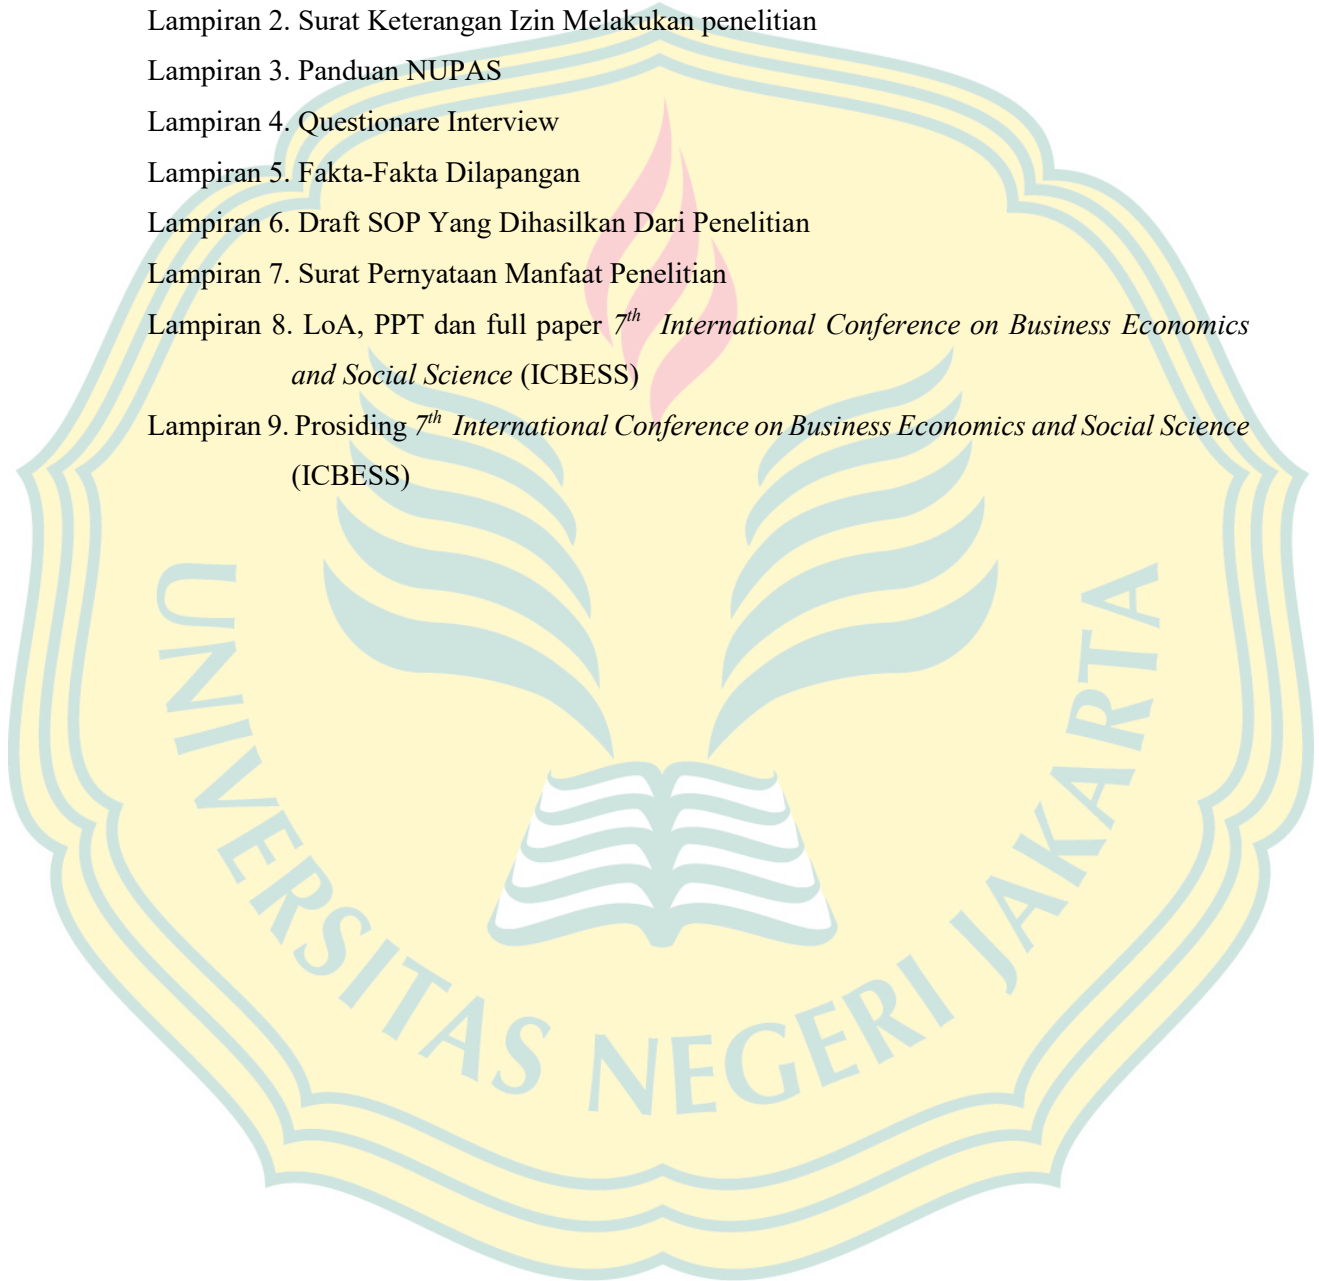 Lampiran 2. Surat Keterangan Izin Melakukan penelitian
Lampiran 3. Panduan NUPAS
Lampiran 4. Questionare Interview
Lampiran 5. Fakta-Fakta Dilapangan
Lampiran 6. Draft SOP Yang Dihasilkan Dari Penelitian
Lampiran 7. Surat Pernyataan Manfaat Penelitian
Lampiran 8. LoA, PPT dan full paper 7th International Conference on Business Economics
and Social Science (ICBESS)
Lampiran 9. Prosiding 7th International Conference on Business Economics and Social Science
(ICBESS)
UNIVERSITAS NEGERI JAKARTA